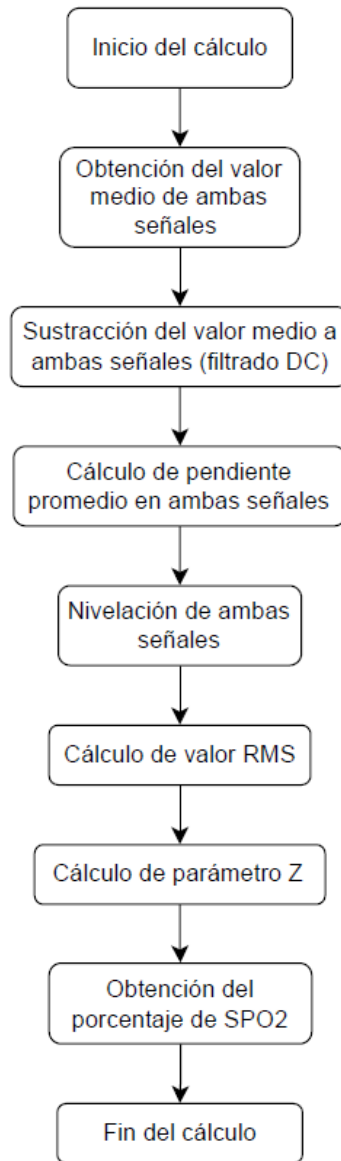 Inicio del cálculo
Obtención del valor
medio de ambas
señales
Sustracción del valor medio a
ambas señales (filtrado DC)
Cálculo de pendiente
promedio en ambas señales
Nivelación de ambas
señales
Cálculo de valor RMS
Cálculo de parámetro Z
Obtención del
porcentaje de SPO2
Fin del cálculo